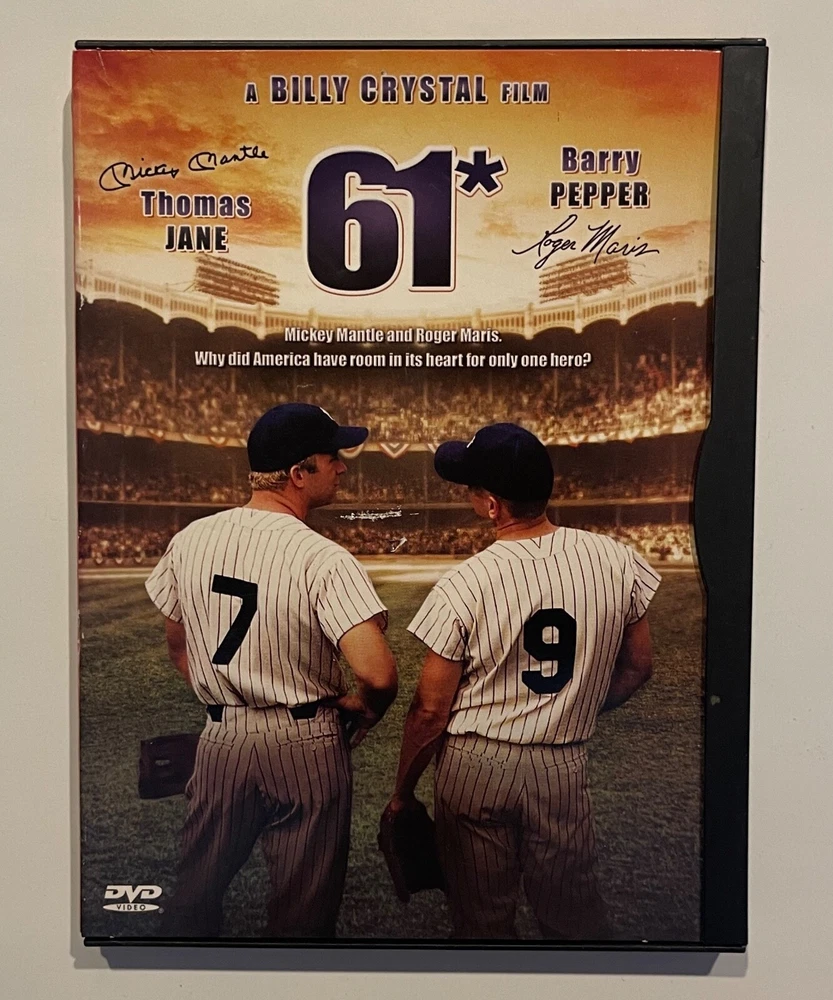 A BILLY CRYSTAL FILM
Mickey Mantle
Thomas
JANE
61*
Barry
PEPPER
Roger Maris
Mickey Mantle and Roger Maris.
Why did America have room in its heart for only one hero?
7
9
DVD
VIDEO